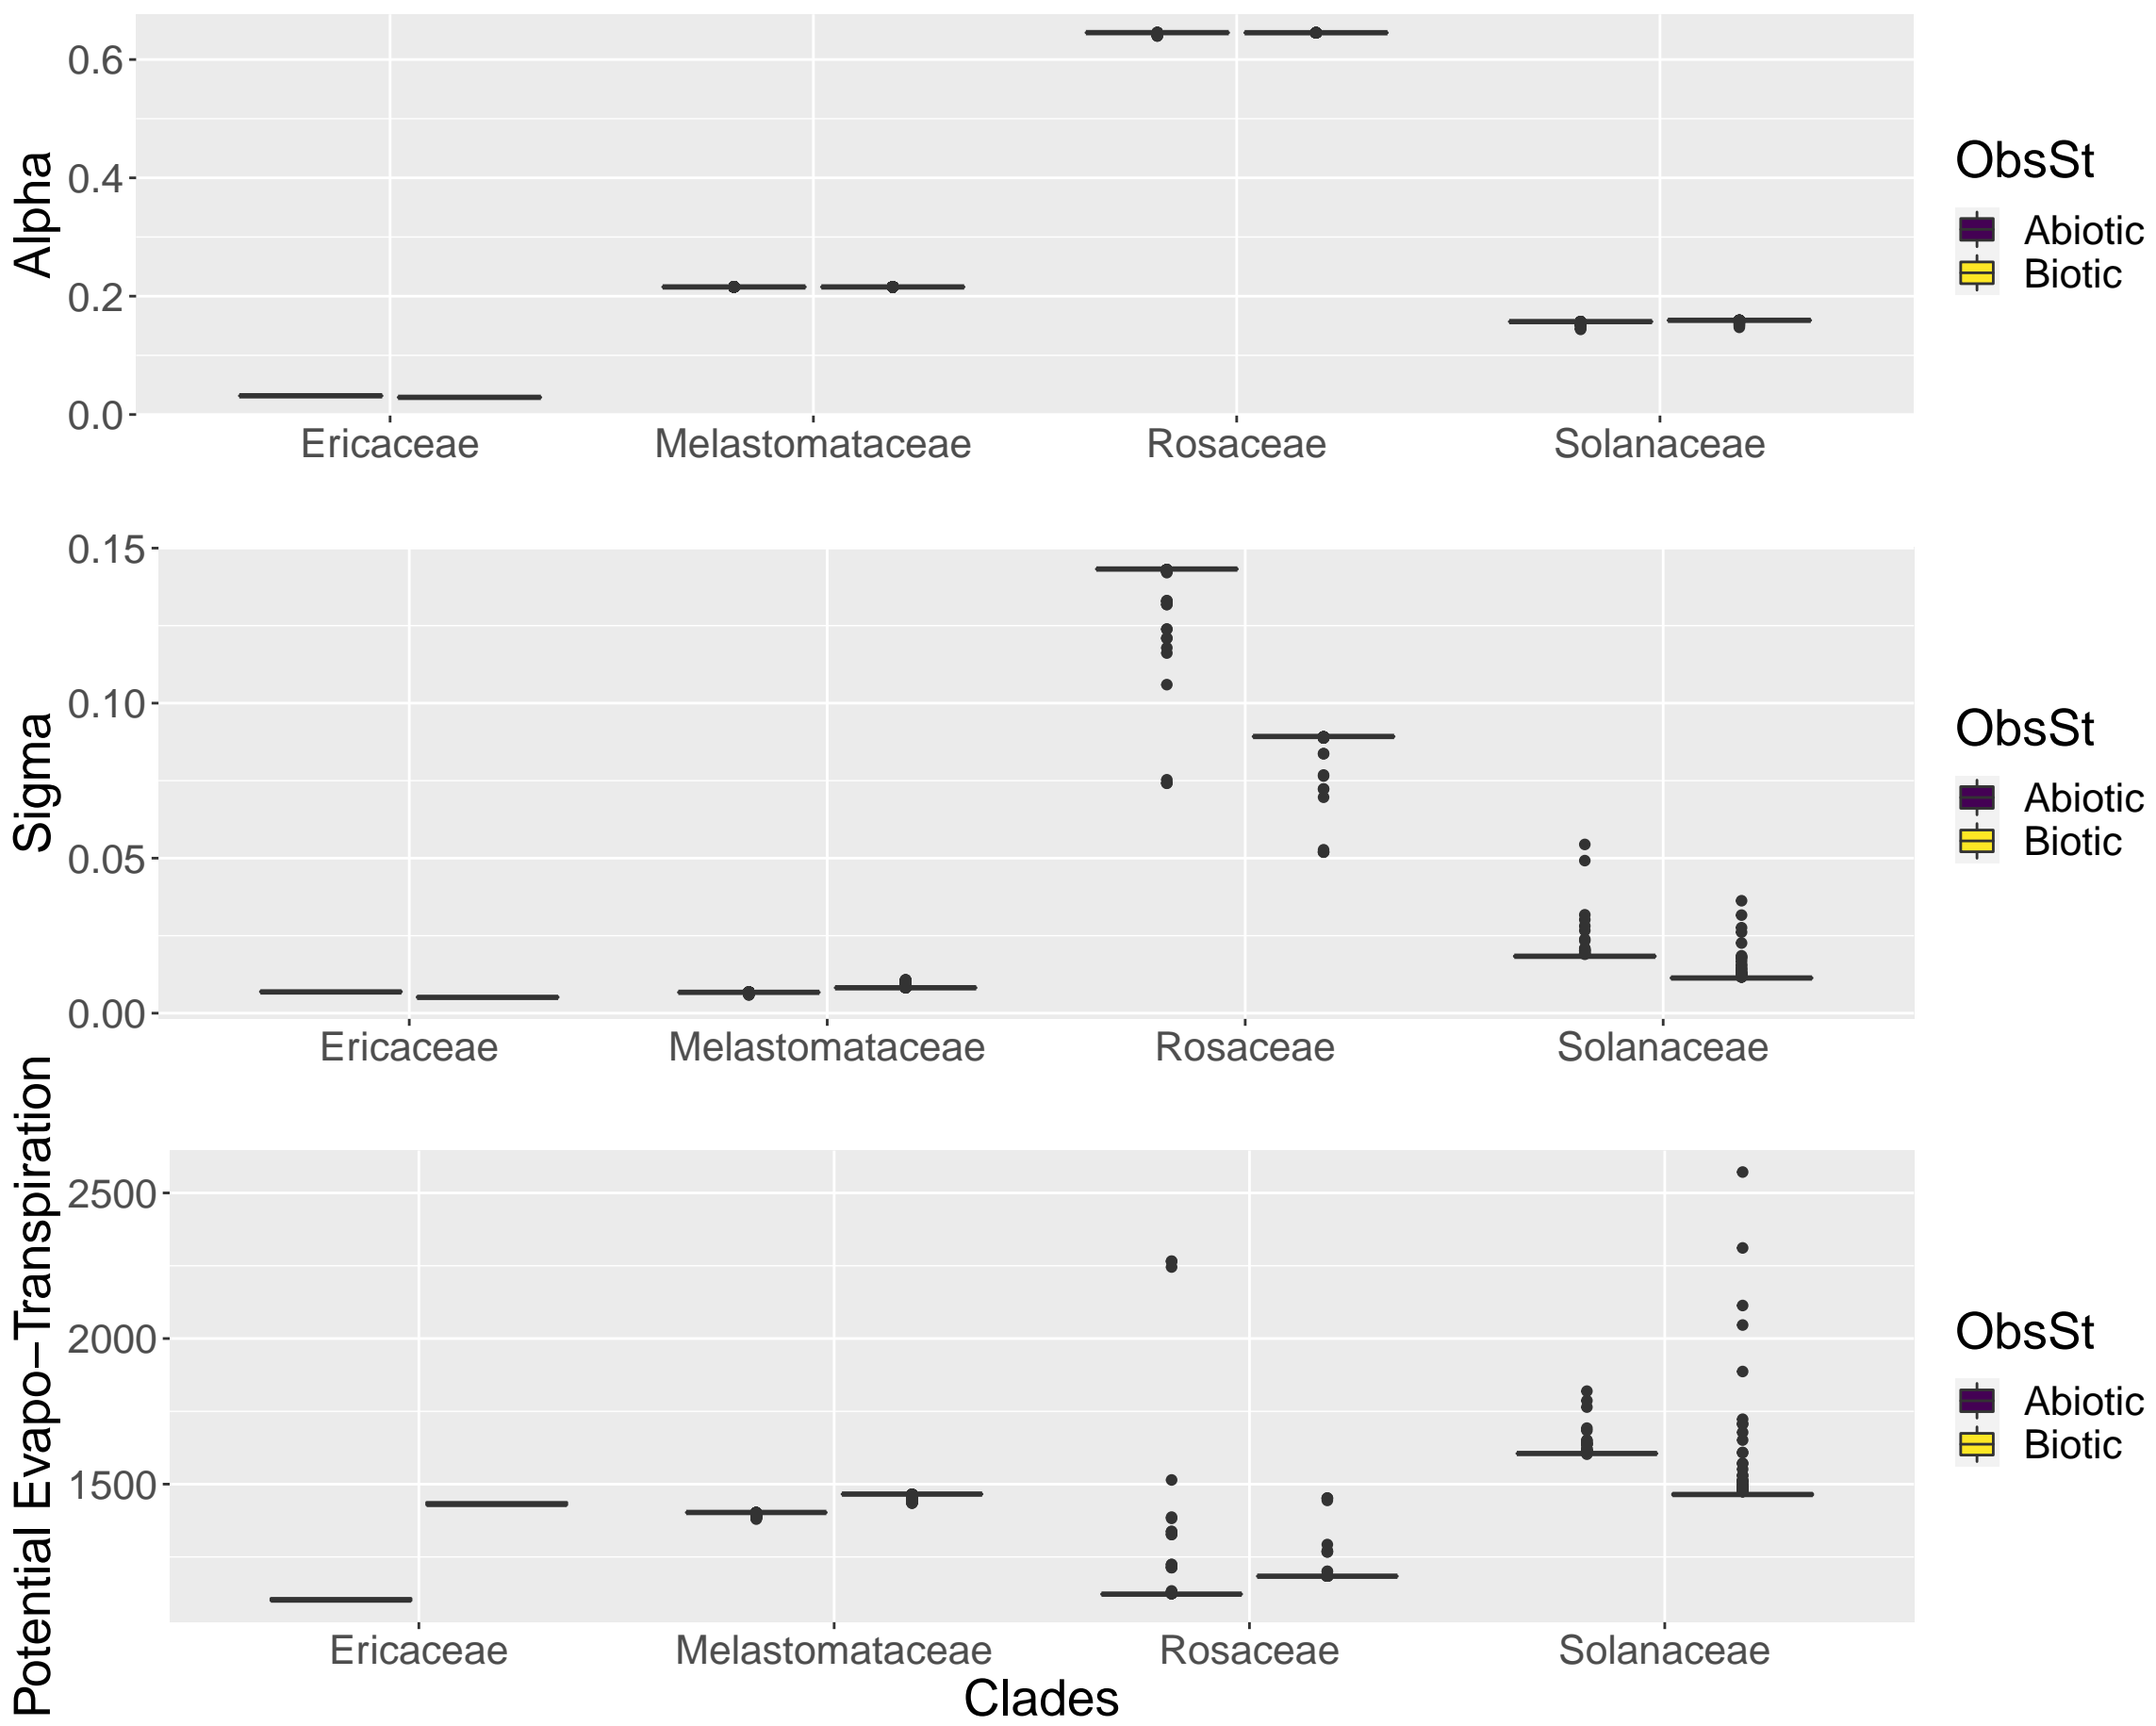 Alpha
0.6
0.4
0.2
0.0
Ericaceae
Melastomataceae
Rosaceae
Solanaceae
ObsSt
Abiotic
Biotic
Sigma
0.15
0.10
0.05
0.00
Ericaceae
Melastomataceae
Rosaceae
Solanaceae
ObsSt
Abiotic
Biotic
Potential Evapo−Transpiration
2500
2000
1500
Ericaceae
Melastomataceae
Rosaceae
Solanaceae
Clades
ObsSt
Abiotic
Biotic